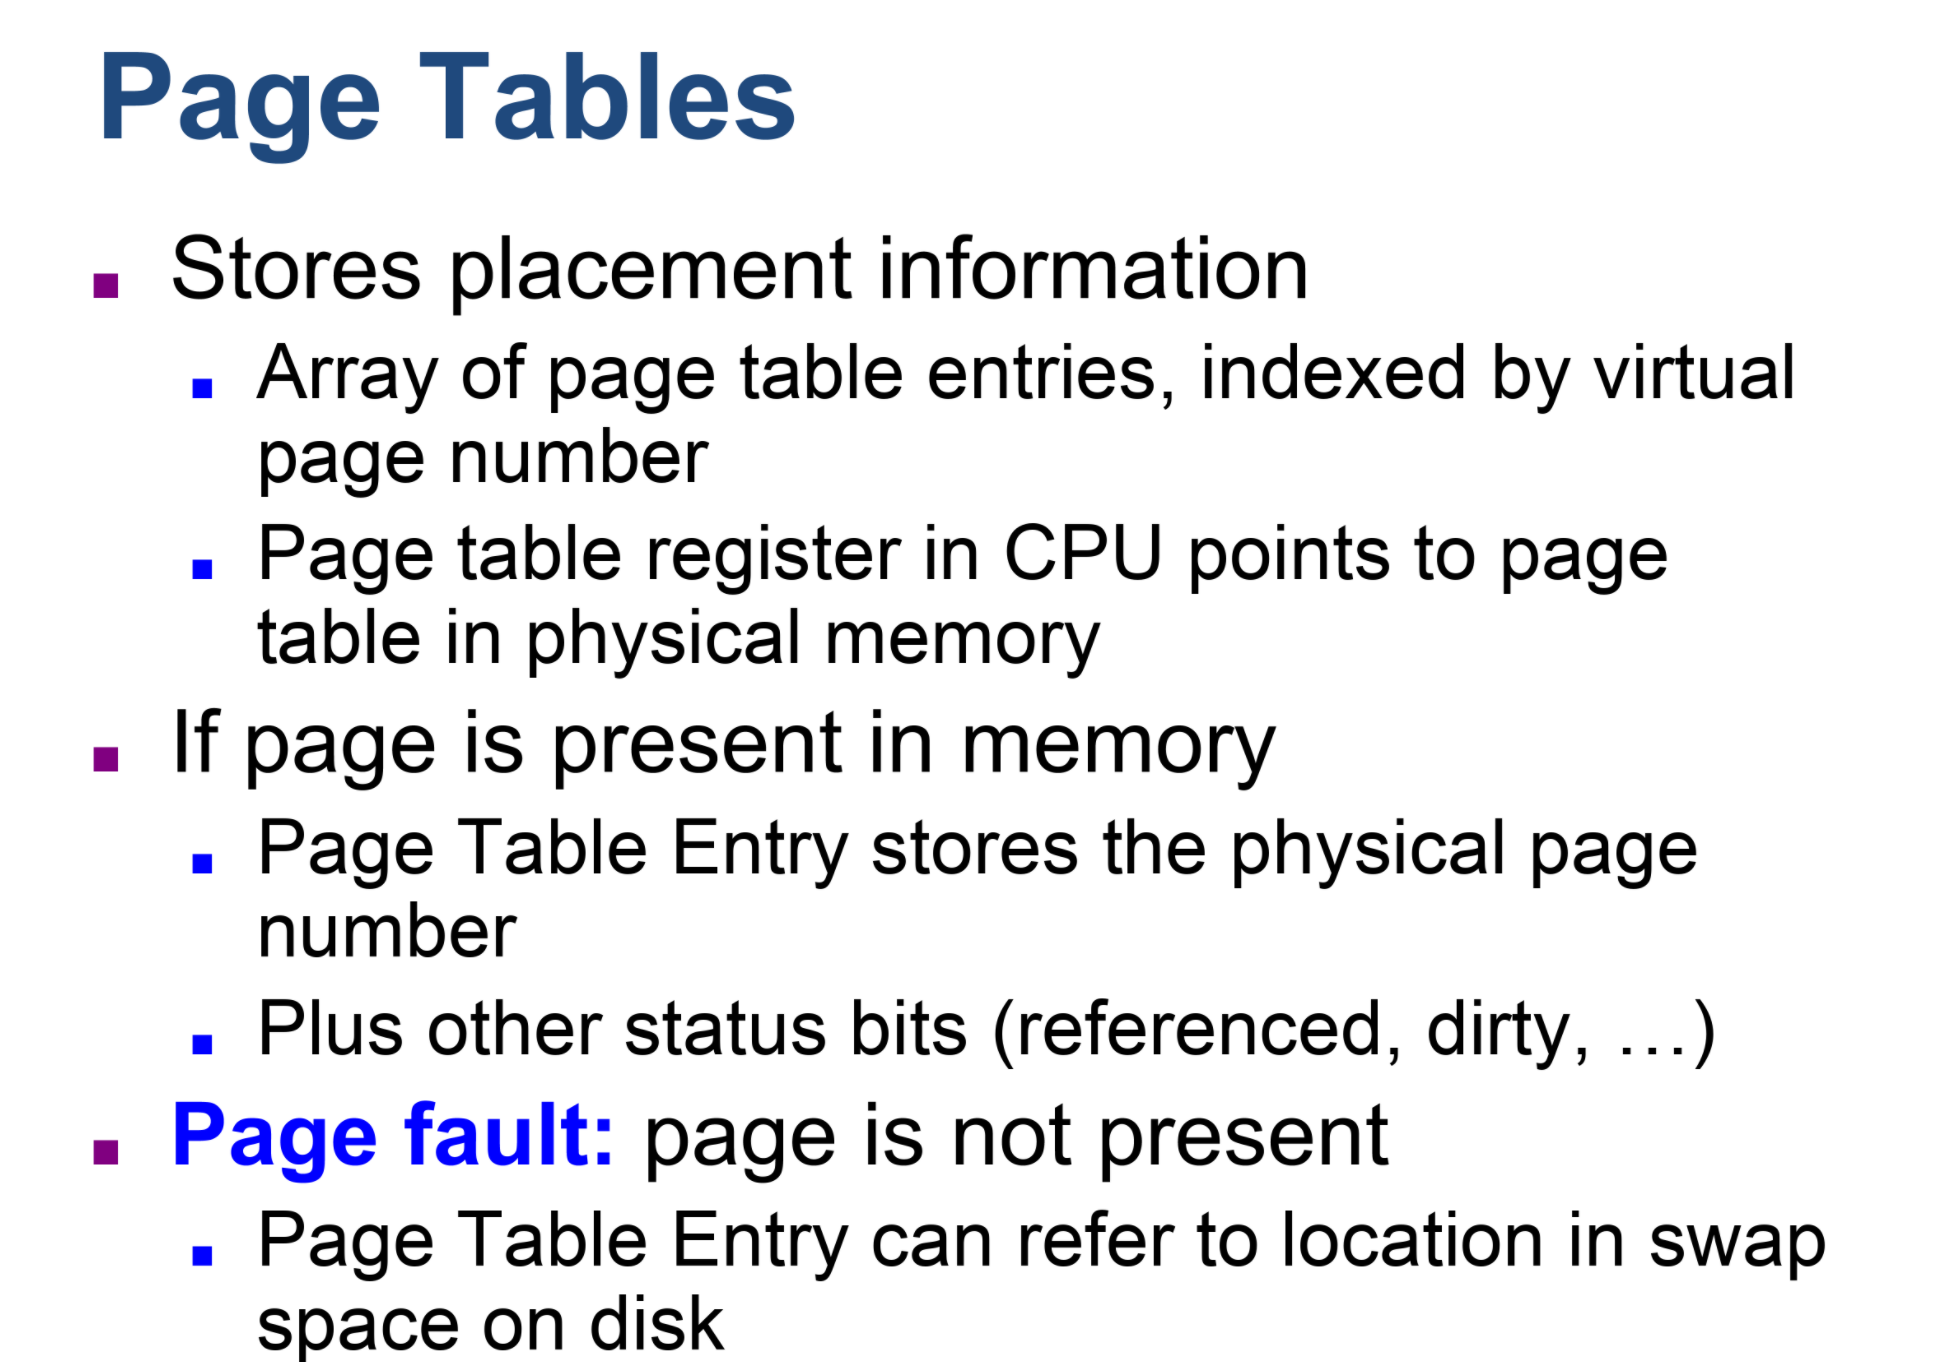 Page Tables
Stores placement information
Array of page table entries, indexed by virtual
page number
Page table register in CPU points to page
table in physical memory
If page is present in memory
Page Table Entry stores the physical page
number
Plus other status bits (referenced, dirty, …)
Page fault: page is not present
Page Table Entry can refer to location in swap
space on disk